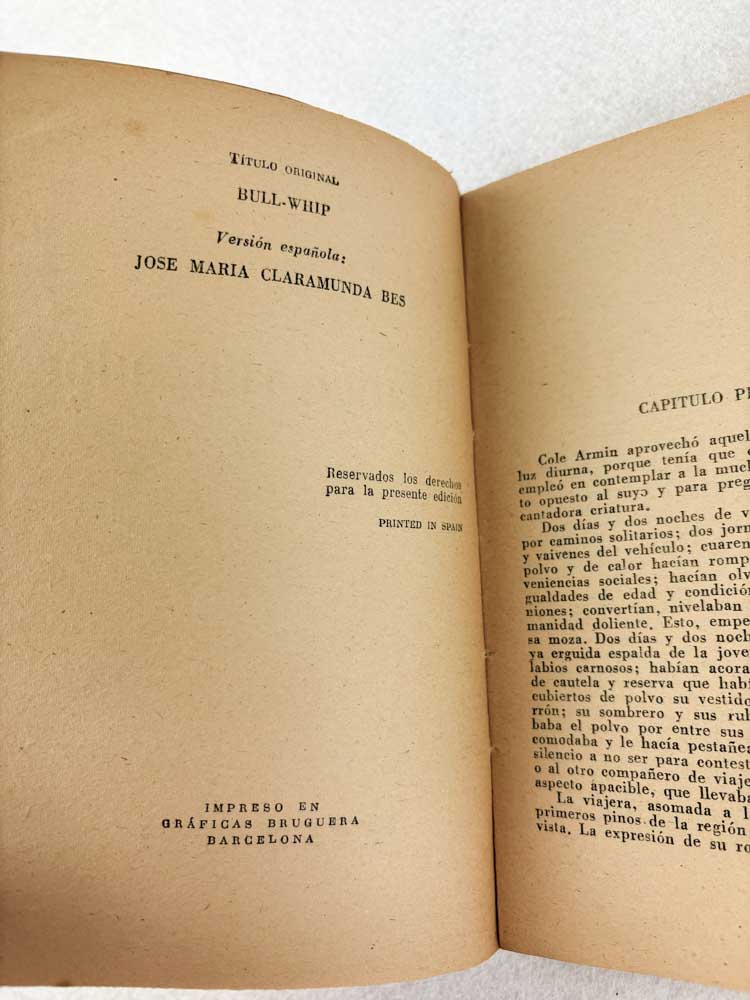 TÍTULO ORIGINAL
BULL-WHIP
Versión española:
JOSE MARIA CLARAMUNDA BES
Reservados los derechos
para la presente edición
PRINTED IN SPAIN
IMPRESO EN
GRÁFICAS BRUGUERA
BARCELONA
CAPITULO
Cole Armin aprovechó
luz diurna, porque tenía que
empleó en contemplar a la
to opuesto al suyo y para
cantadora criatura.
Dos días y dos noches de
por caminos solitarios; dos
y vaivenes del vehículo;
polvo y de calor hacían
veniencias sociales; hacían
gualdades de edad y
niones; convertían, nivelaban
manidad doliente. Esto,
sa moza. Dos días y dos
ya erguida espalda de la
labios carnosos; habían
de cautela y reserva que
cubiertos de polvo su
rrón; su sombrero y sus
baba el polvo por entre sus
comodaba y le hacía
silencio a no ser para
o al otro compañero de
aspecto apacible, que
La viajera, asomada a
primeros pinos de la región
vista. La expresión de su